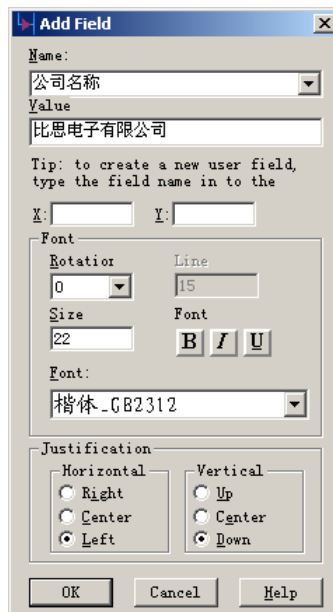 Add Field
Name:
公司名称
Value
比思电子有限公司
Tip: to create a new user field,
type the field name in to the
X: Y:
Font
Rotatior Line
0 15
Size Font
22 B I U
Font:
楷体_GB2312
Justification
Horizontal Vertical
Right Up
Center Center
Left Down
OK Cancel Help